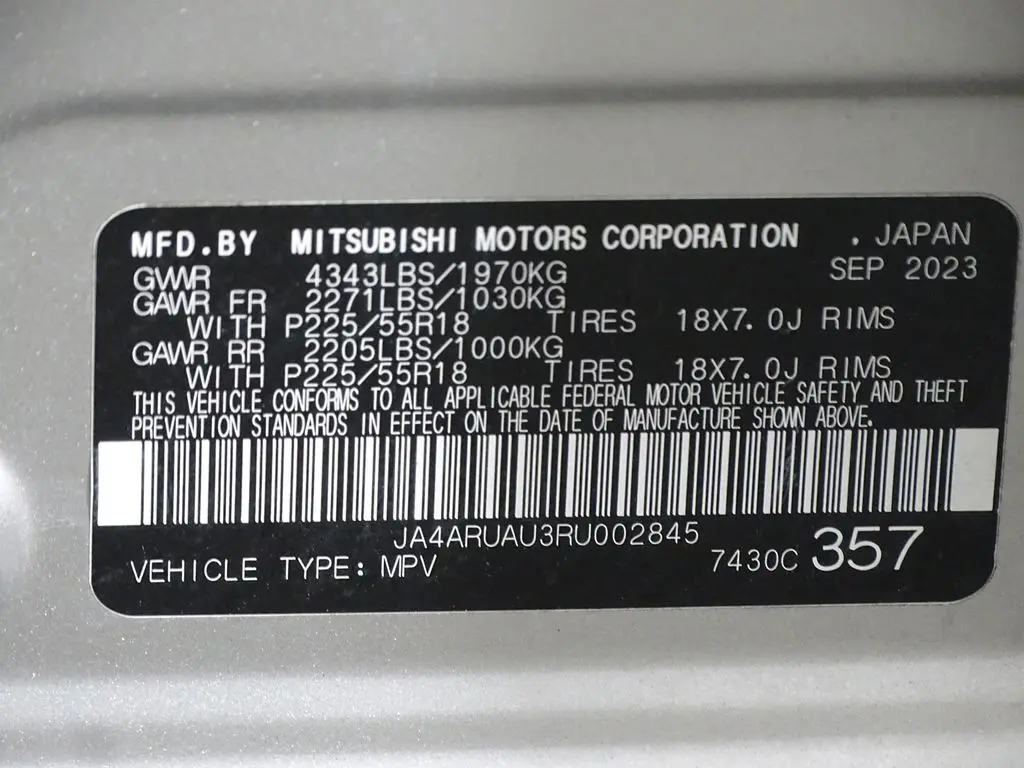 MFD.BY MITSUBISHI MOTORS CORPORATION . JAPAN
SEP 2023
GVWR 4343LBS/1970KG
GAWR FR 2271LBS/1030KG
WITH P225/55R18 TIRES 18X7.0J RIMS
GAWR RR 2205LBS/1000KG
WITH P225/55R18 TIRES 18X7.0J RIMS
THIS VEHICLE CONFORMS TO ALL APPLICABLE FEDERAL MOTOR VEHICLE SAFETY AND THEFT
PREVENTION STANDARDS IN EFFECT ON THE DATE OF MANUFACTURE SHOWN ABOVE.
JA4ARUAU3RU002845
VEHICLE TYPE: MPV 7430C 357